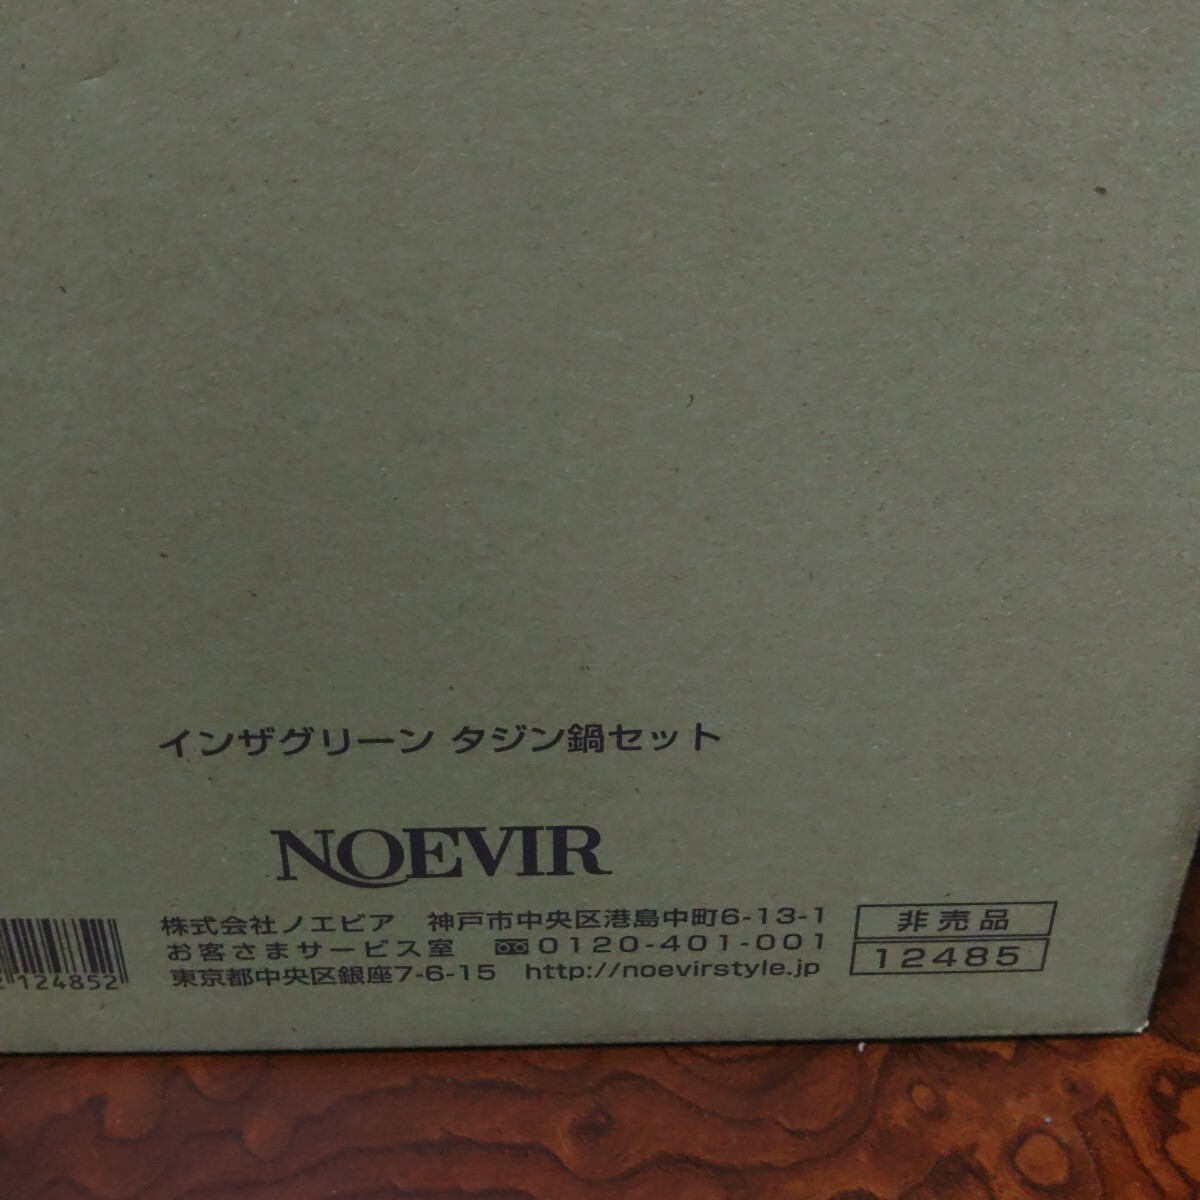 インザグリーン タジン鍋セット
NOEVIR
株式会社ノエビア 神戸市中央区港島中町6-13-1
お客さまサービス室 0120-401-001
東京都中央区銀座7-6-15 http://noevirstyle.jp
非売品
12485
124852